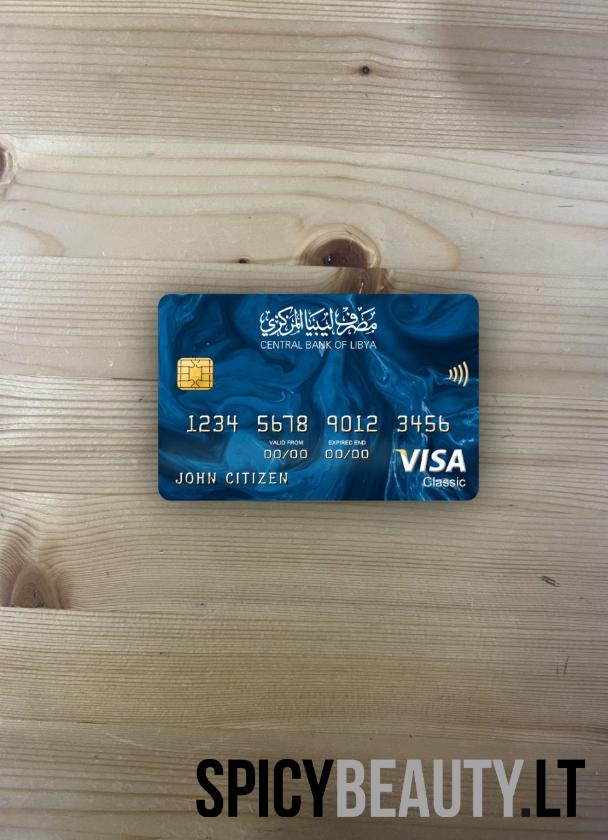 مصرف ليبيا المركزي
CENTRAL BANK OF LIBYA
1234 5678 9012 3456
VALID FROM EXPIRED END
00/00 00/00
JOHN CITIZEN
VISA
Classic
SPICYBEAUTY.LT